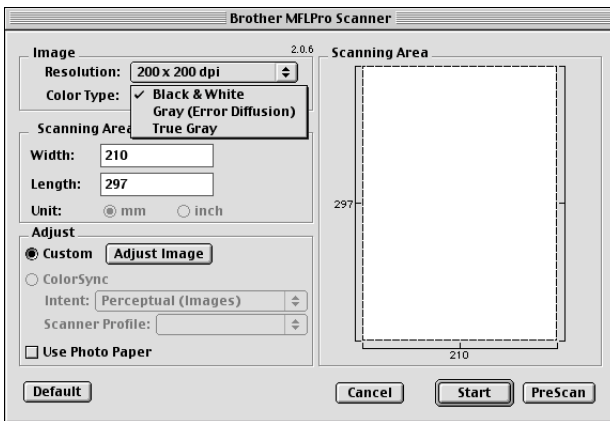 Brother MFLPro Scanner
Image
2.0.6
Resolution: 200 x 200 dpi
Color Type: ✓ Black & White
Gray (Error Diffusion)
True Gray
Scanning Area
Width: 210
Length: 297
Unit: mm inch
Adjust
Custom Adjust Image
ColorSync
Intent: Perceptual (Images)
Scanner Profile:
Use Photo Paper
Default
Scanning Area
297
210
Cancel Start PreScan